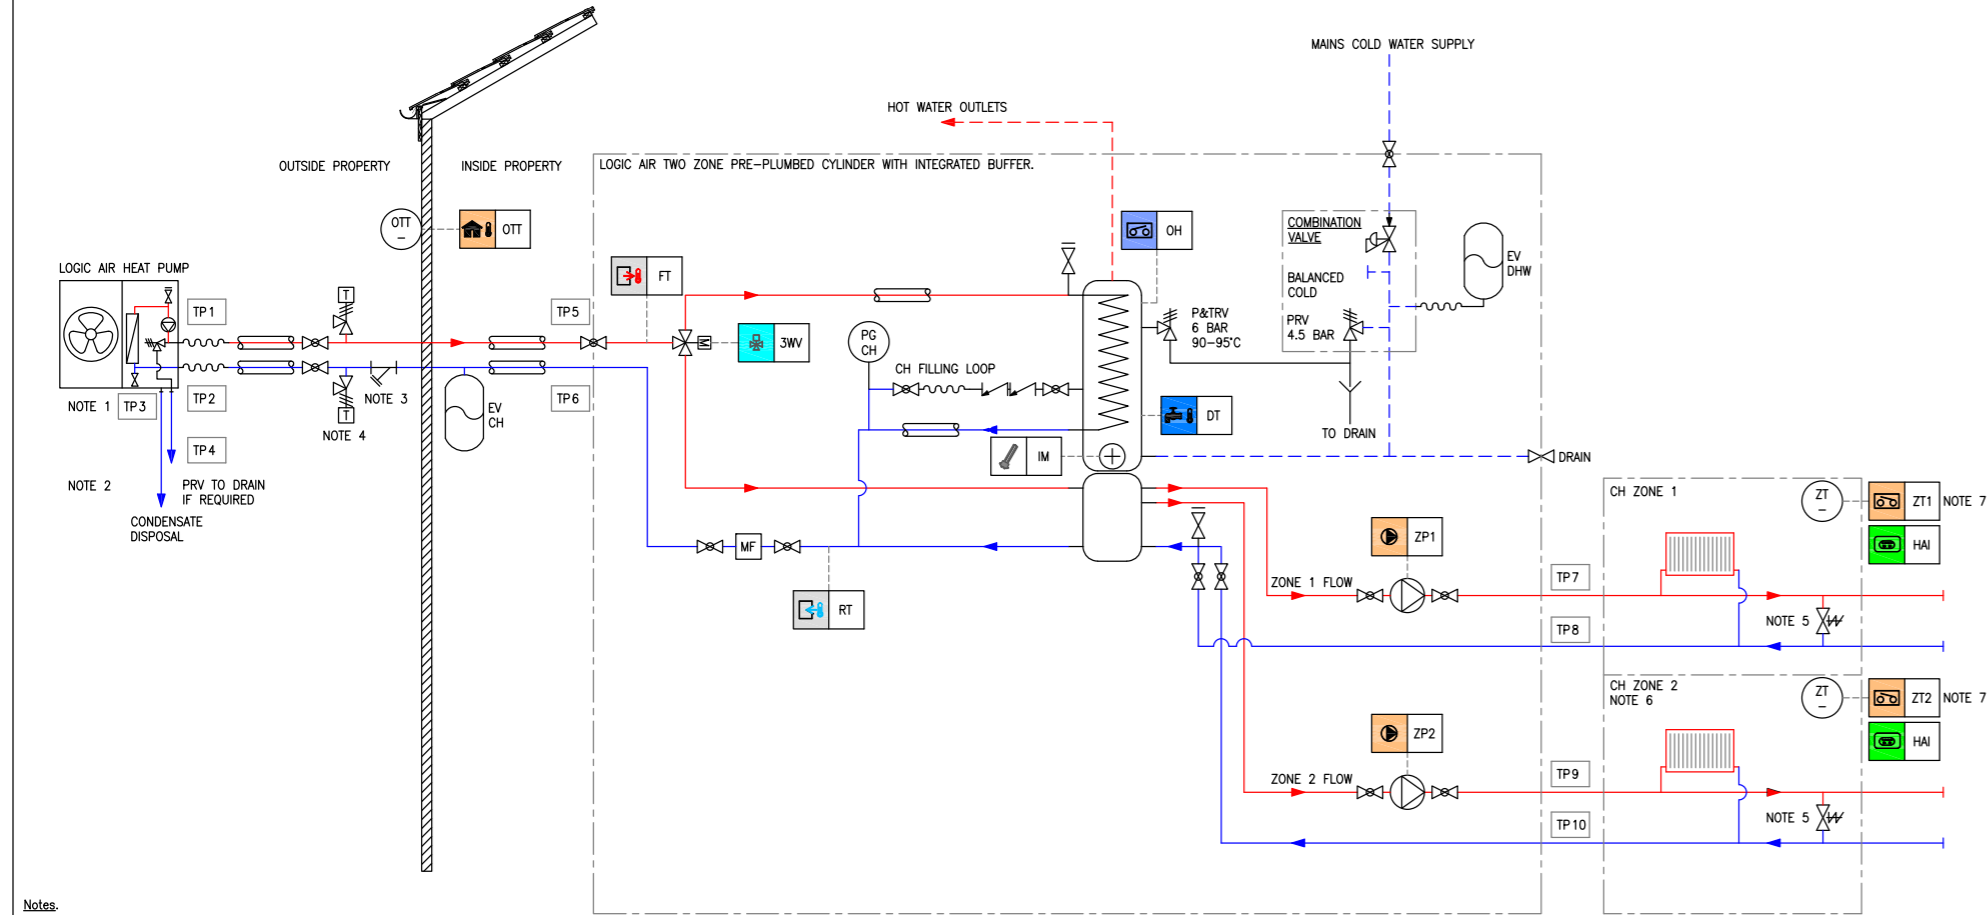 MAINS COLD WATER SUPPLY
HOT WATER OUTLETS
OUTSIDE PROPERTY
INSIDE PROPERTY
LOGIC AIR TWO ZONE PRE-PLUMBED CYLINDER WITH INTEGRATED BUFFER.
OTT
–
OTT
OH
COMBINATION
VALVE
EV
DHW
BALANCED
COLD
LOGIC AIR HEAT PUMP
FT
TP1
TP5
P&TRV
6 BAR
90-95°C
PRV
4.5 BAR
T
M
3WV
PG
CH
CH FILLING LOOP
NOTE 1
TP3
TP2
NOTE 3
EV
CH
TP6
T
NOTE 4
DT
TO DRAIN
TP4
IM
DRAIN
NOTE 2
PRV TO DRAIN
IF REQUIRED
CONDENSATE
DISPOSAL
CH ZONE 1
ZT
–
ZT1
NOTE 7
MF
ZP1
HAI
ZONE 1 FLOW
TP7
RT
NOTE 5
TP8
CH ZONE 2
NOTE 6
ZT
–
ZT2
NOTE 7
ZP2
HAI
ZONE 2 FLOW
TP9
NOTE 5
TP10
Notes.